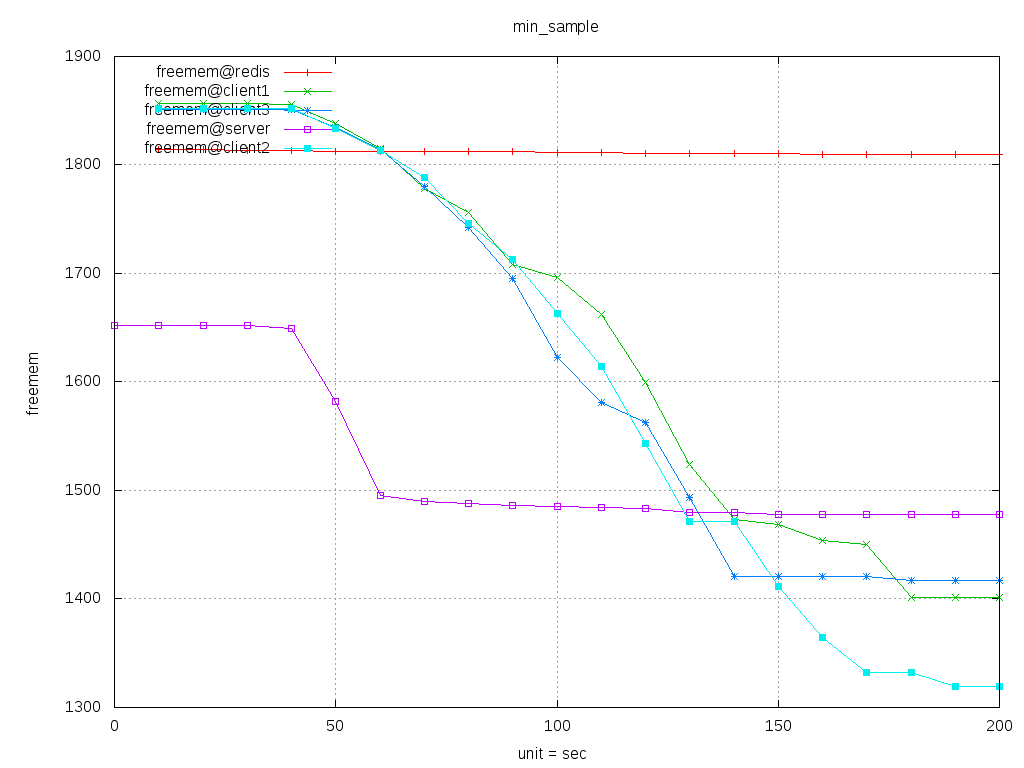 min_sample
1900
1800
1700
1600
1500
1400
1300
freemem
freemem@redis
freemem@client1
freemem@client3
freemem@server
freemem@client2
0
50
100
150
200
unit = sec